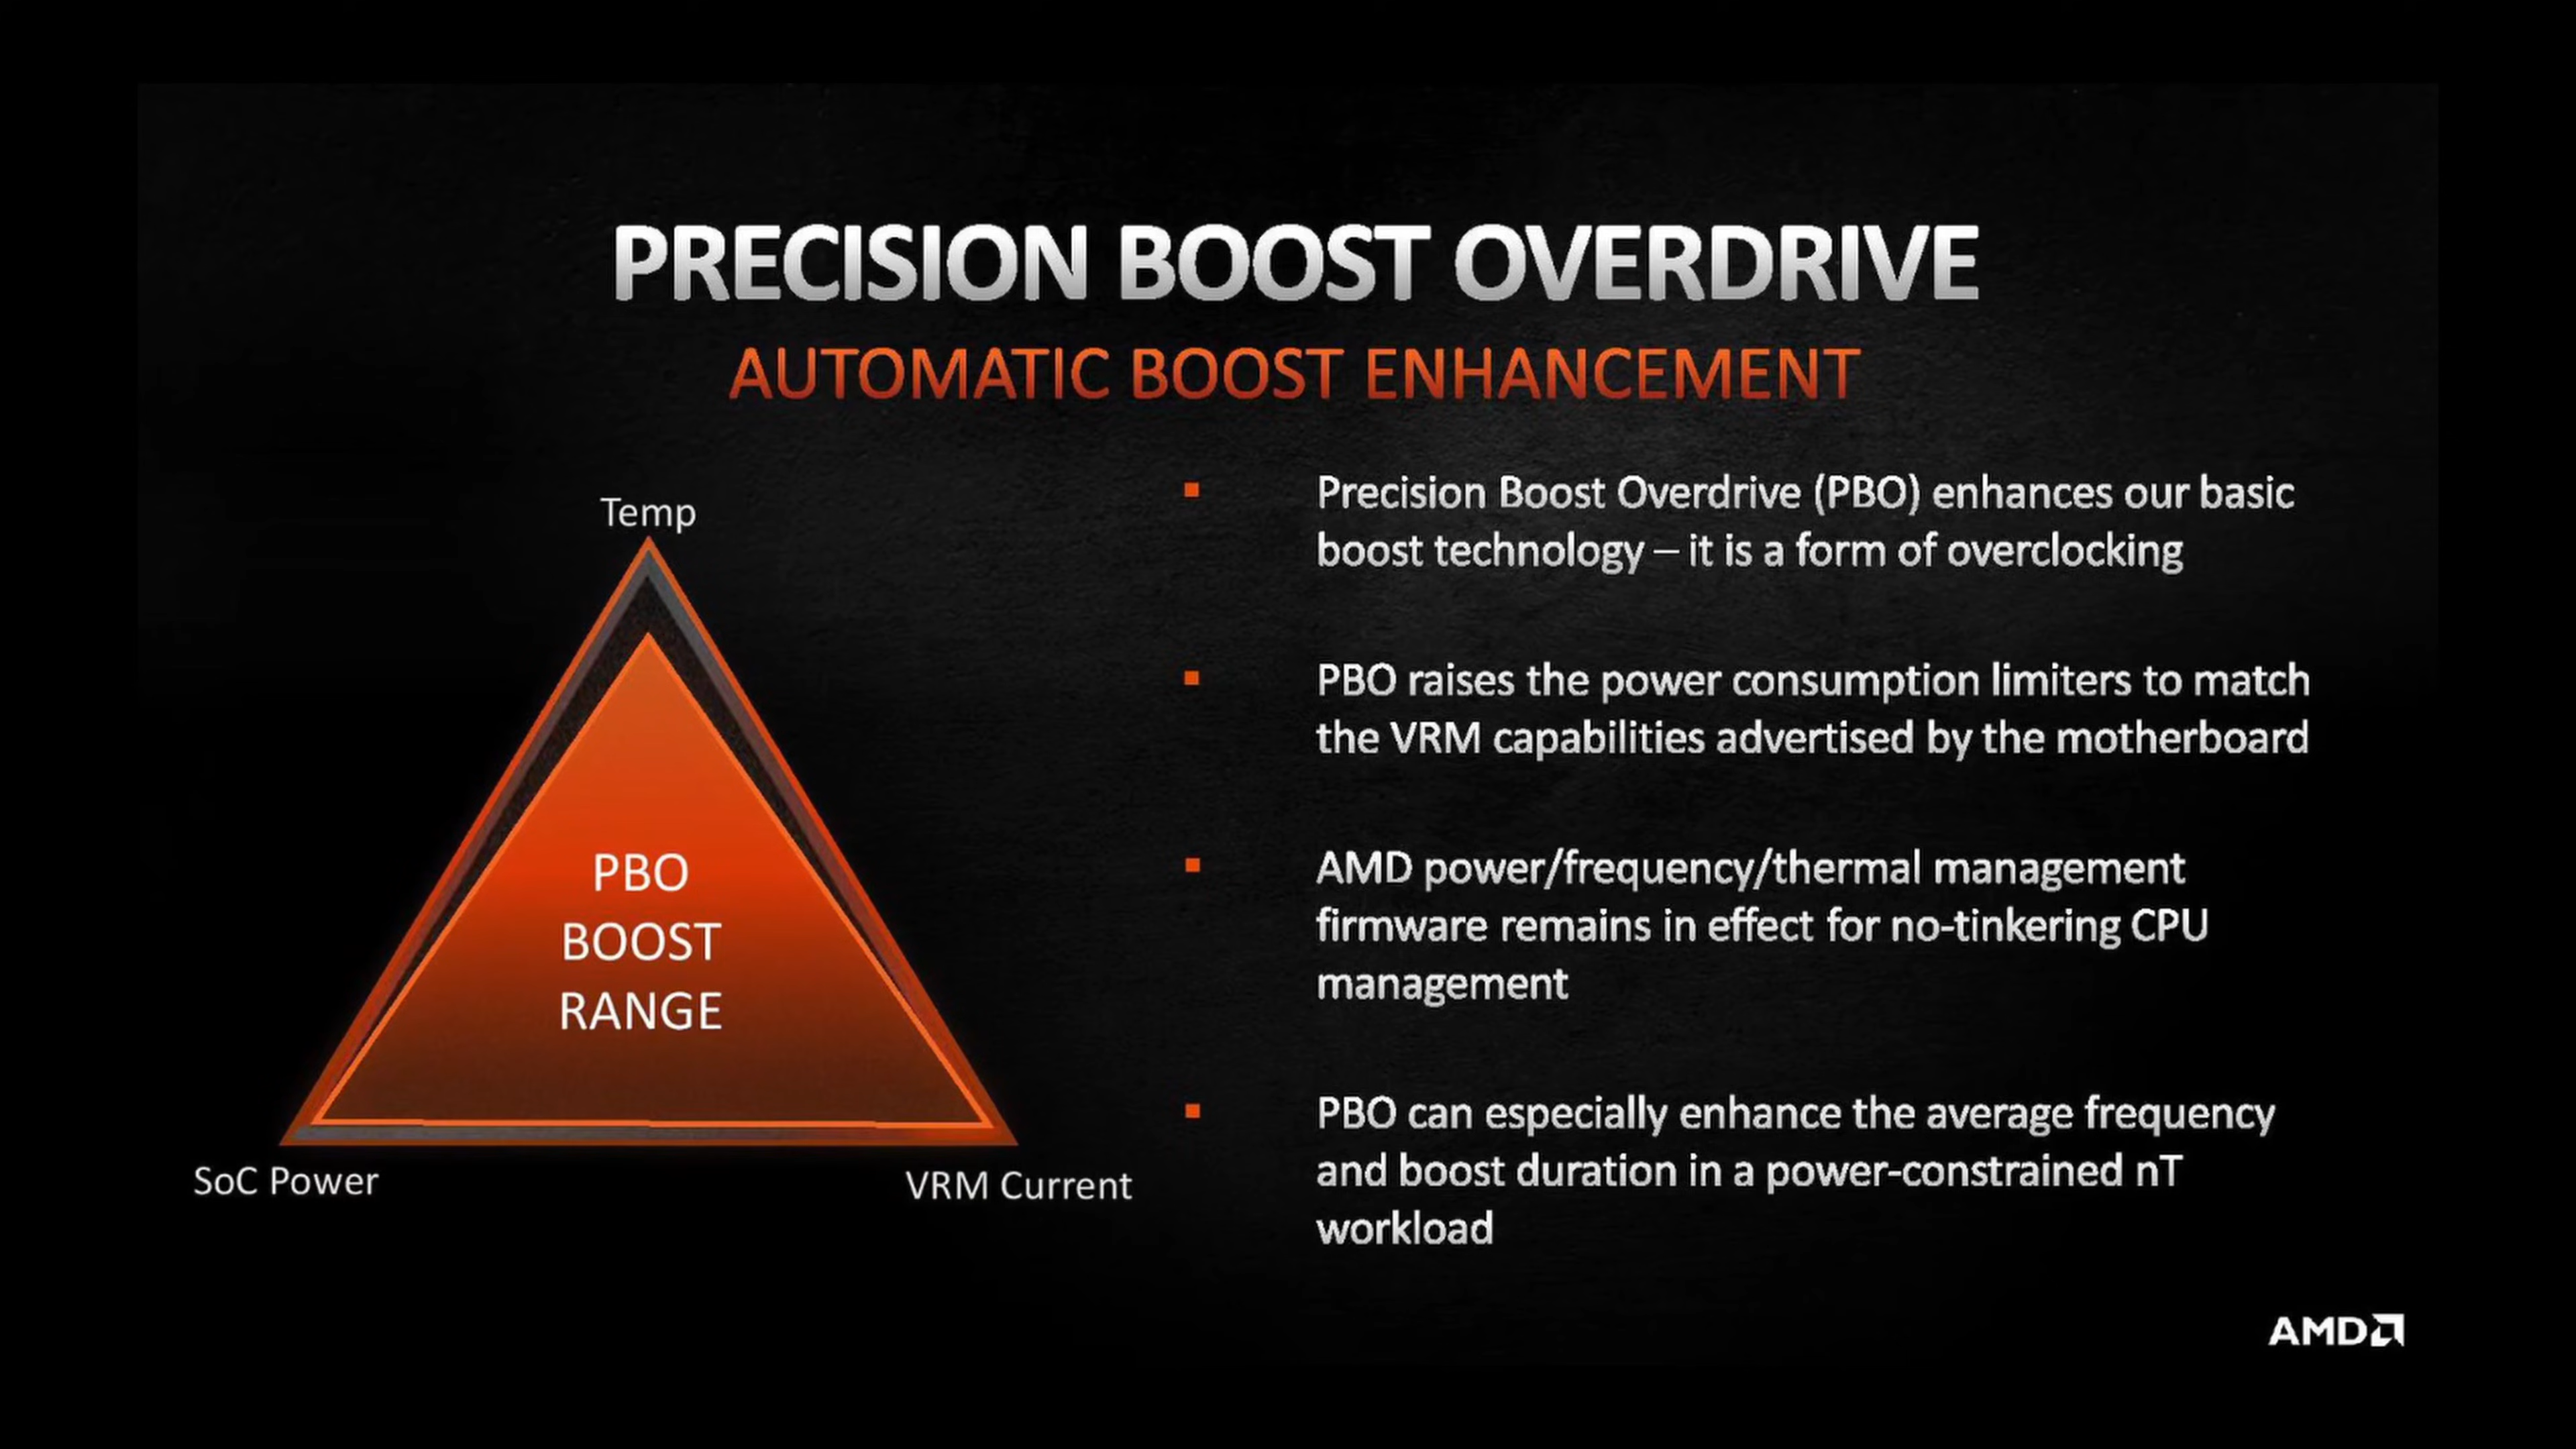 PRECISION BOOST OVERDRIVE
AUTOMATIC BOOST ENHANCEMENT
Temp
PBO
BOOST
RANGE
SoC Power
VRM Current
▪ Precision Boost Overdrive (PBO) enhances our basic
boost technology – it is a form of overclocking
▪ PBO raises the power consumption limiters to match
the VRM capabilities advertised by the motherboard
▪ AMD power/frequency/thermal management
firmware remains in effect for no-tinkering CPU
management
▪ PBO can especially enhance the average frequency
and boost duration in a power-constrained nT
workload
AMD